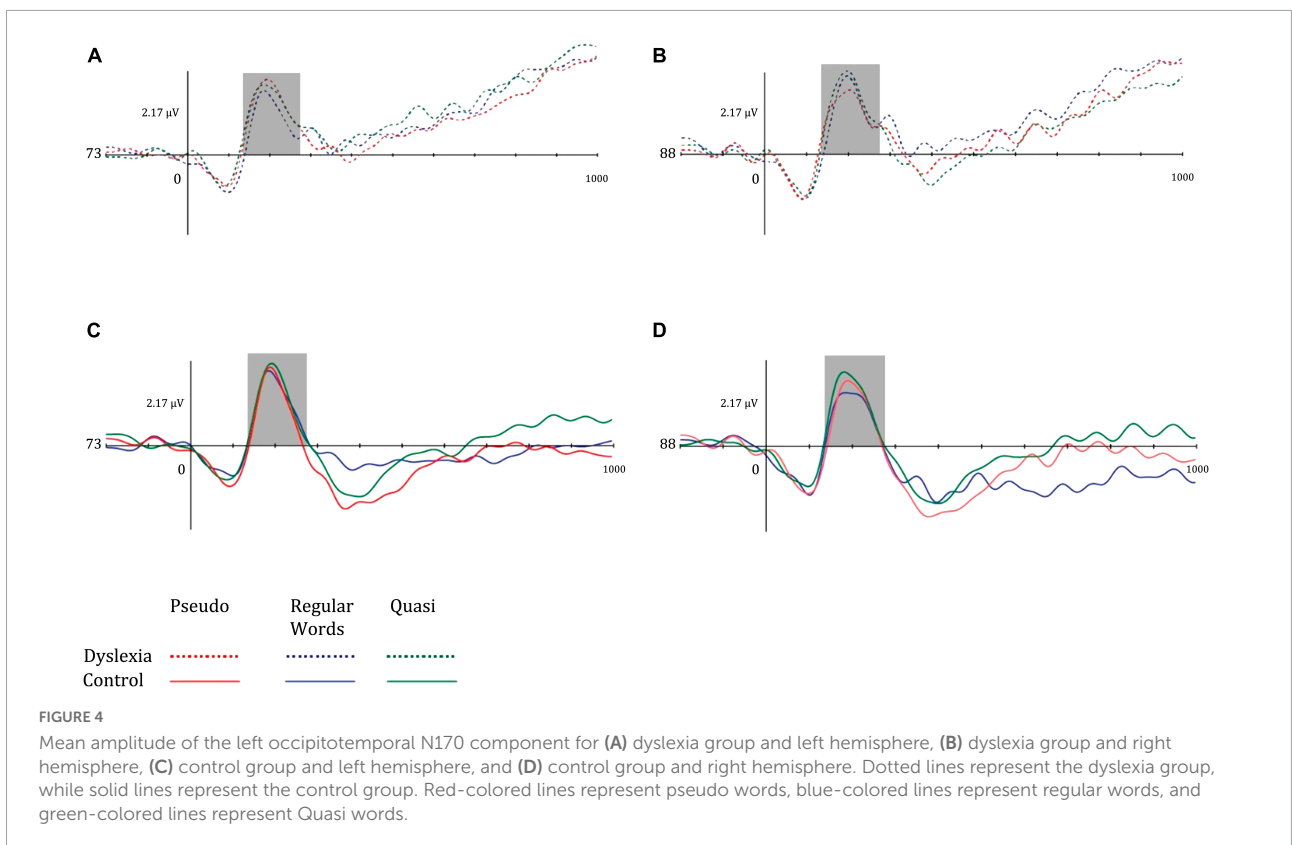 A
B
2.17 µV
2.17 µV
73
88
0
0
1000
1000
C
D
2.17 µV
2.17 µV
73
88
0
0
1000
1000
Pseudo
Regular
Words
Quasi
Dyslexia
Control
FIGURE 4
Mean amplitude of the left occipitotemporal N170 component for (A) dyslexia group and left hemisphere, (B) dyslexia group and right
hemisphere, (C) control group and left hemisphere, and (D) control group and right hemisphere. Dotted lines represent the dyslexia group,
while solid lines represent the control group. Red-colored lines represent pseudo words, blue-colored lines represent regular words, and
green-colored lines represent Quasi words.